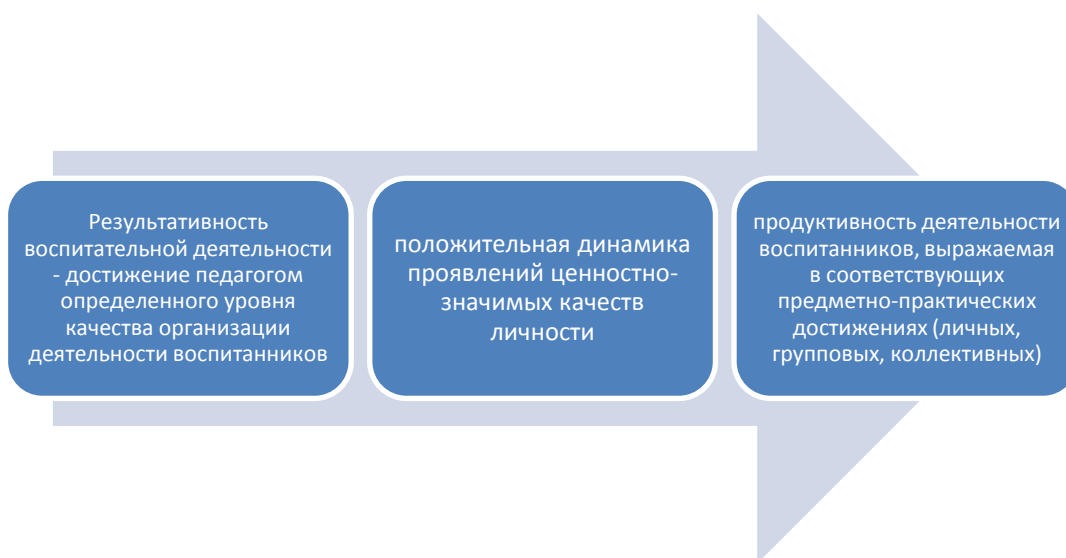 Результативность
воспитательной деятельности
- достижение педагогом
определенного уровня
качества организации
деятельности воспитанников
положительная динамика
проявлений ценностно-
значимых качеств
личности
продуктивность деятельности
воспитанников, выражаемая
в соответствующих
предметно-практических
достижениях (личных,
групповых, коллективных)